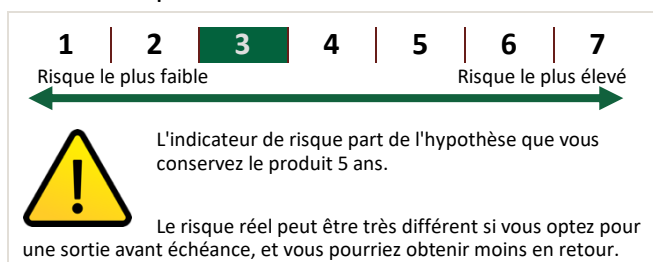 1 2 3 4 5 6 7
Risque le plus faible Risque le plus élevé
L'indicateur de risque part de l'hypothèse que vous
conservez le produit 5 ans.
Le risque réel peut être très différent si vous optez pour
une sortie avant échéance, et vous pourriez obtenir moins en retour.